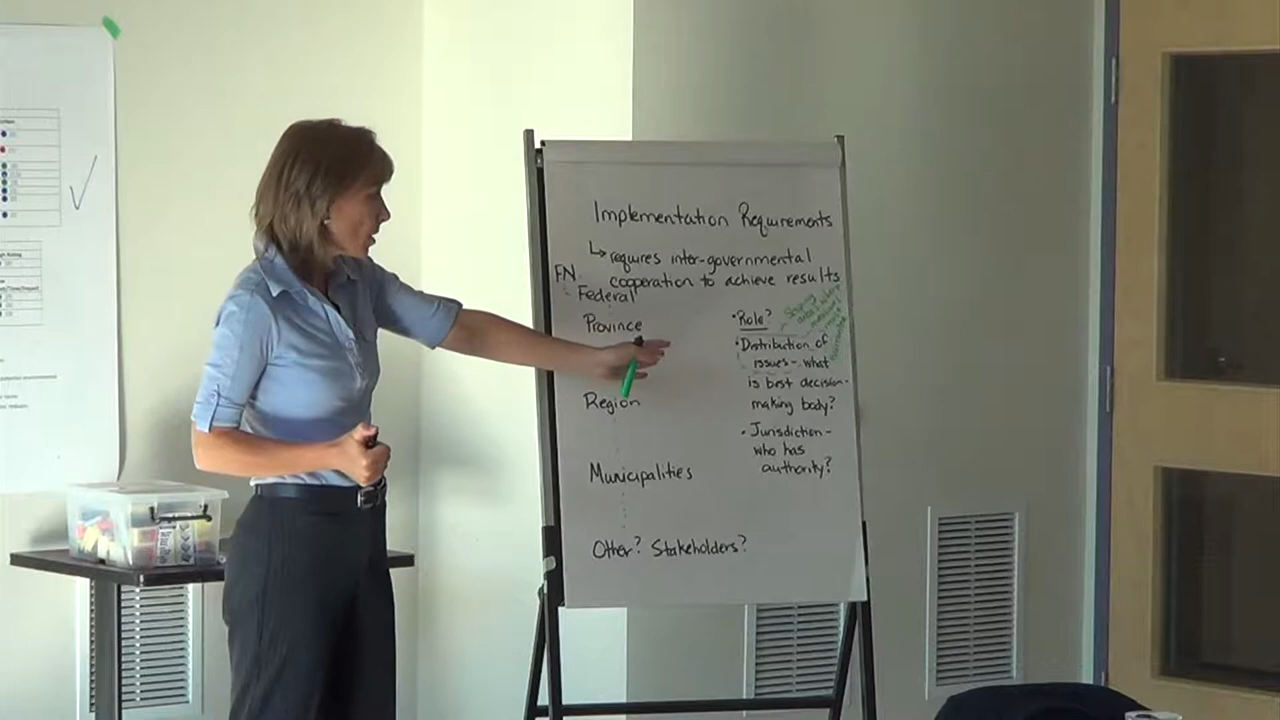 Implementation Requirements
↳ requires inter-governmental
cooperation to achieve results
FN
Federal
Province
Region
Municipalities
Other? Stakeholders?
• Role?
• Distribution of
issues - what
is best decision-
making body?
• Jurisdiction -
who has
authority?